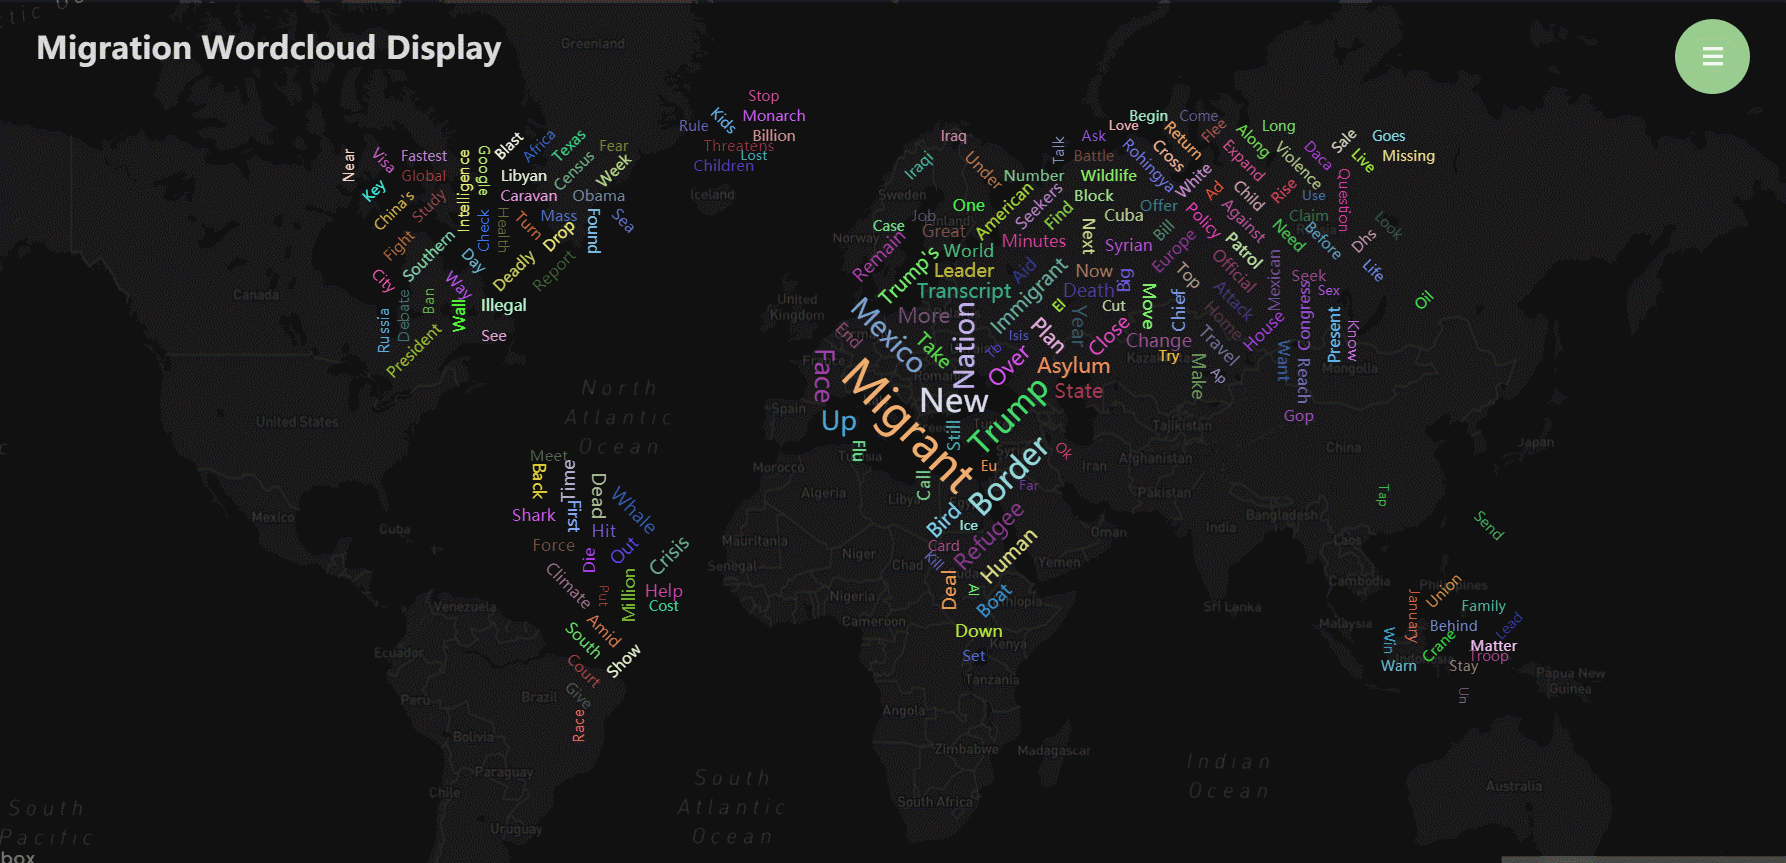 Migration Wordcloud Display
Greenland
Stop
Kids
Monarch
Rule
Billion
Threatens
Lost
Children
Iceland
Near
Visa
Fastest
Global
Key
China's
Study
Intelligence
Google
Blast
Africa
Texas
Fear
Libyan
Census
Week
Caravan
Obama
Check
Health
Turn
Mass
Found
Sea
Drop
Fight
Southern
Day
Deadly
Report
City
Debate
Ban
Way
Wall
Illegal
Russia
President
See
Canada
United States
Mexico
Cuba
North
Atlantic
Ocean
Meet
Back
Time
Dead
Whale
Shark
First
Hit
Force
Die
Out
Crisis
Climate
Put
Million
Help
Cost
Amid
South
Show
Court
Give
Race
Venezuela
Ecuador
Peru
Brazil
Bolivia
Paraguay
Chile
Uruguay
South
Pacific
South
Atlantic
Ocean
box
Iraq
Iraqi
Under
Sweden
Number
Talk
Ask
Love
Begin
Come
Return
Flee
Along
Long
Sale
Goes
Battle
Cross
Expand
Violence
Daca
Live
Missing
Rohingya
White
Wildlife
Seekers
American
One
Job
Case
Great
Norway
Remain
World
Minutes
Find
Block
Cuba
Offer
Ad
Child
Rise
Use
Question
Next
Syrian
Bill
Policy
Against
Claim
Need
Before
Look
Dhs
Life
Trump's
Leader
Aid
Now
Europe
Patrol
Official
Transcript
Immigrant
Death
Big
Top
Attack
Mexican
Seek
Sex
Oil
United
Kingdom
Mexico
More
Nation
El
Cut
Move
Chief
Home
House
Congress
Present
Know
End
Take
Isis
Plan
Year
Close
Change
Try
Travel
Want
Reach
Mongolia
Face
Over
Asylum
Make
Ap
Gop
Migrant
New
Trump
State
Spain
Up
Still
Flu
Border
Ok
Eu
Far
Call
Bird
Ice
Refugee
Card
Kill
Human
Deal
Al
Boat
Down
Set
Morocco
Algeria
Mauritania
Niger
Chad
Senegal
Nigeria
Cameroon
Kenya
Tanzania
Angola
Zimbabwe
Madagascar
South Africa
Tajikistan
Afghanistan
Iran
Pakistan
Oman
Yemen
India
Bangladesh
China
Japan
Laos
Cambodia
Sri Lanka
Malaysia
Tap
Send
Union
January
Family
Behind
Lead
Win
Crane
Matter
Troop
Warn
Stay
Un
Papua New
Guinea
Indian
Ocean
Australia